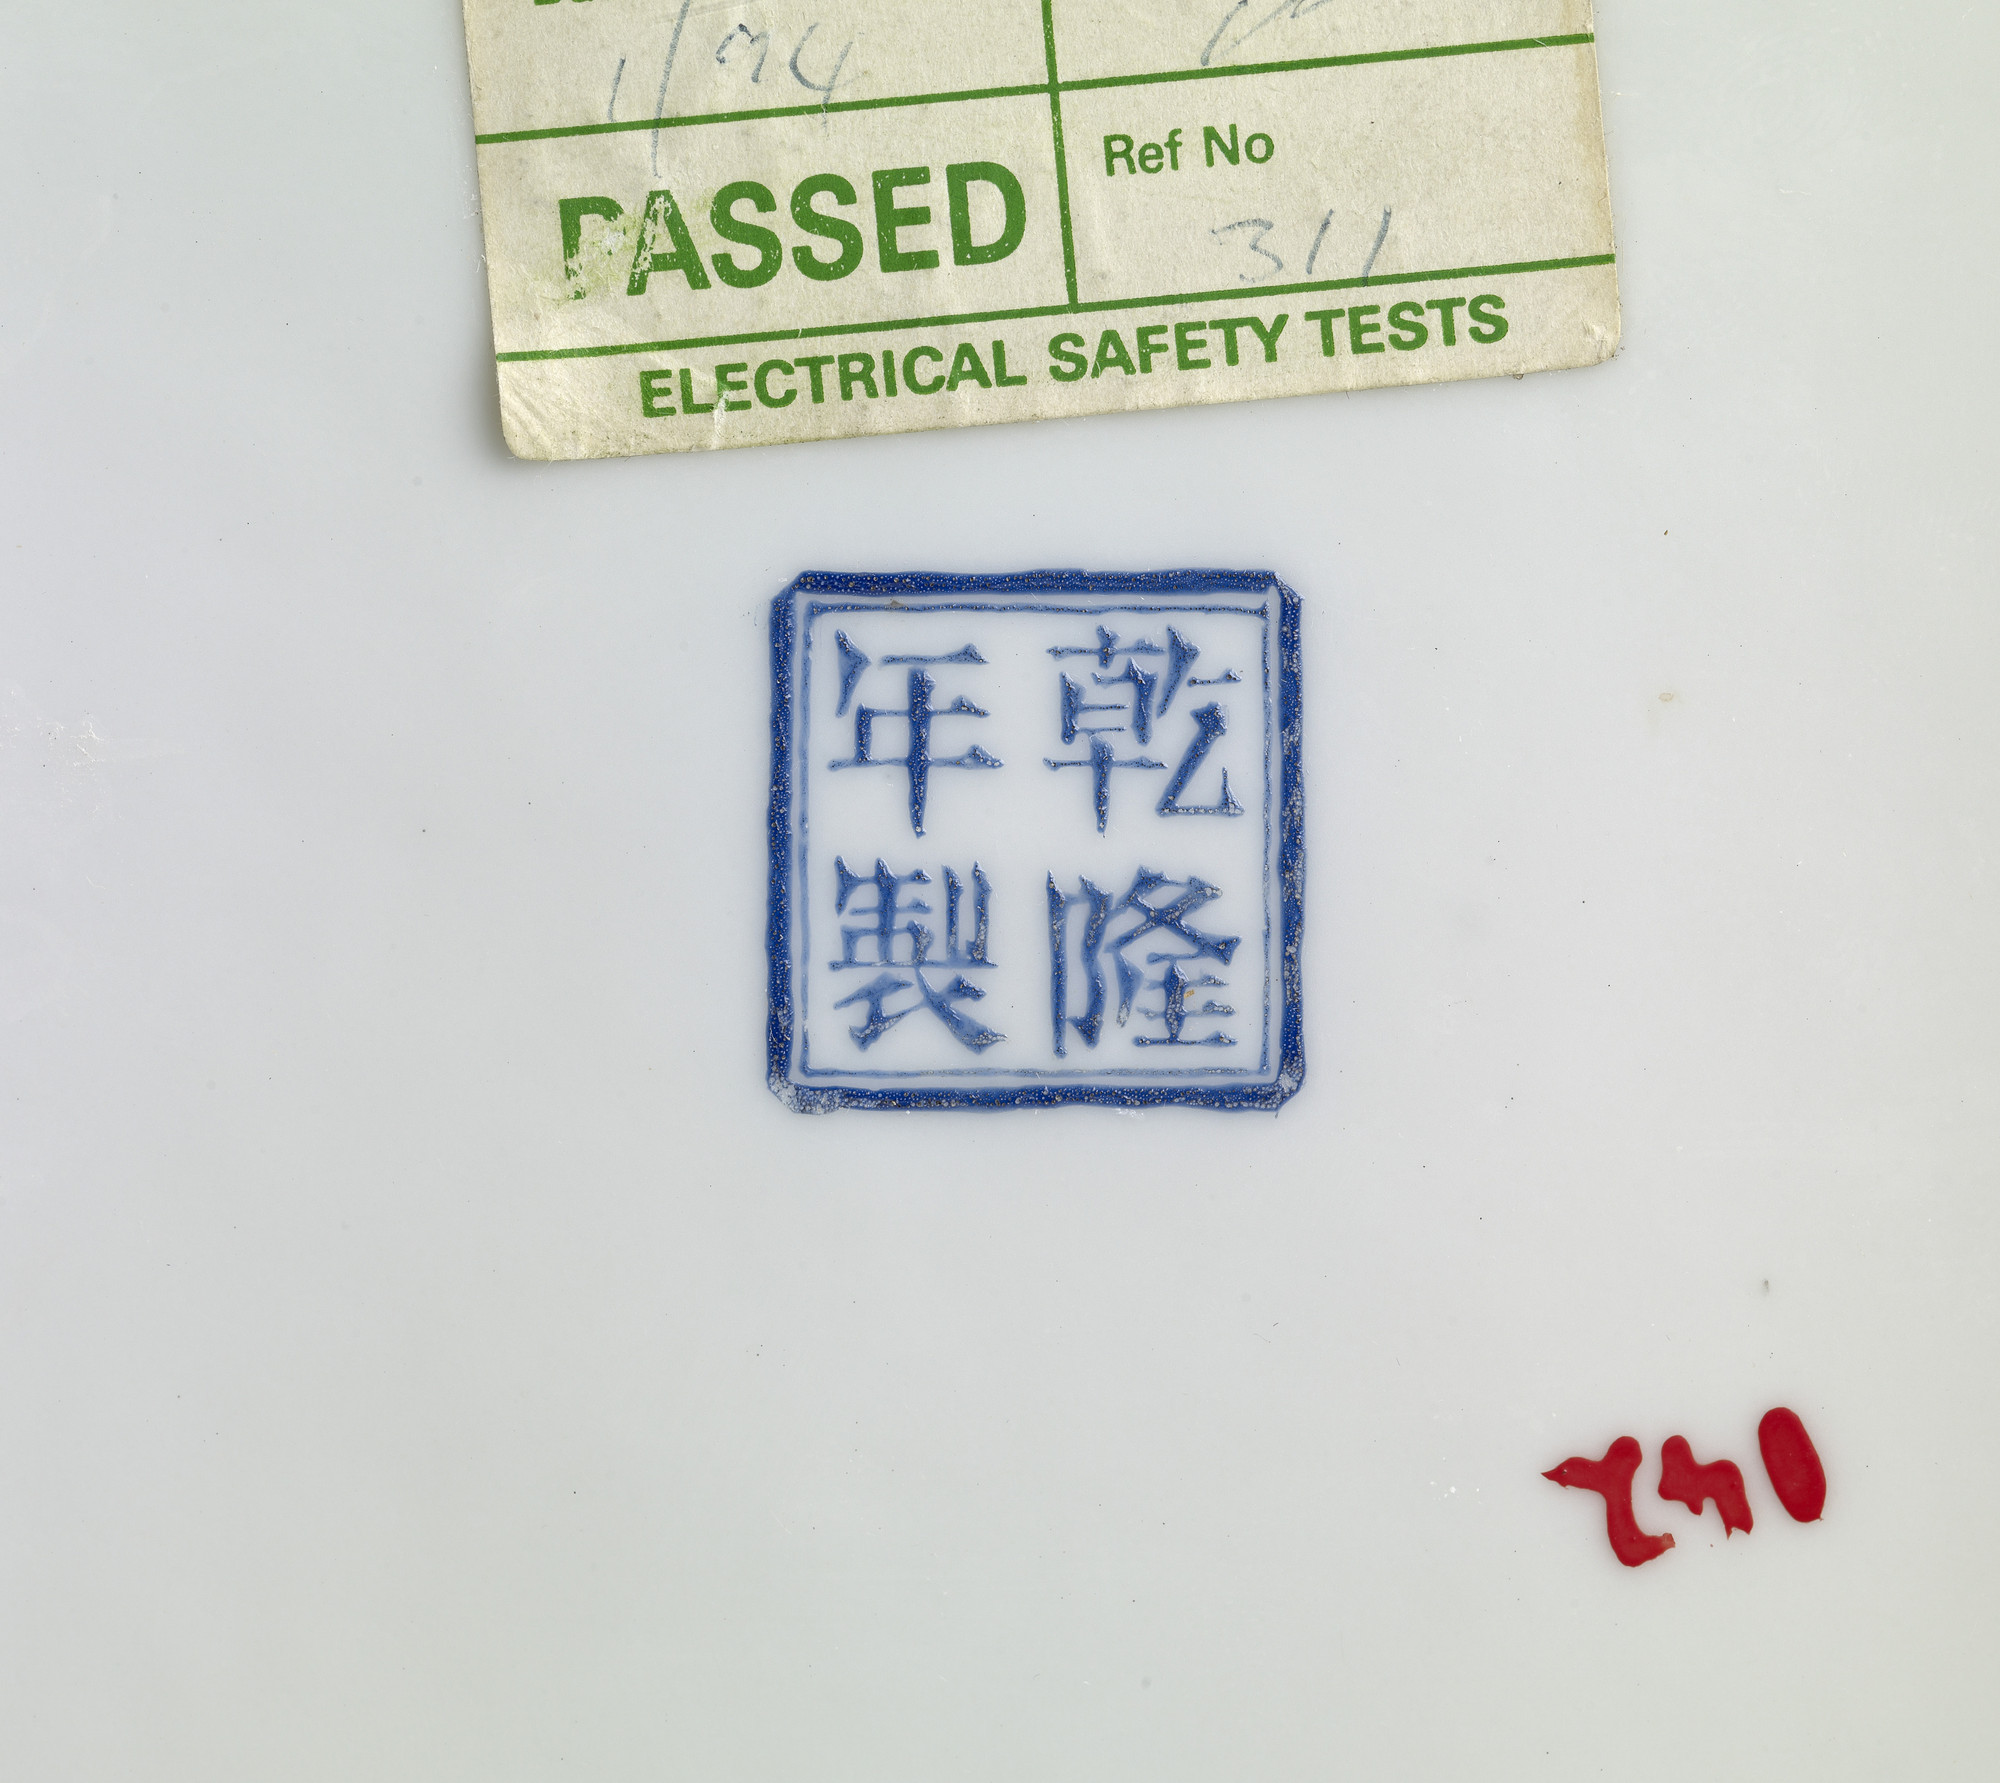 1/74
PASSED
Ref No
311
ELECTRICAL SAFETY TESTS
乾隆
年製